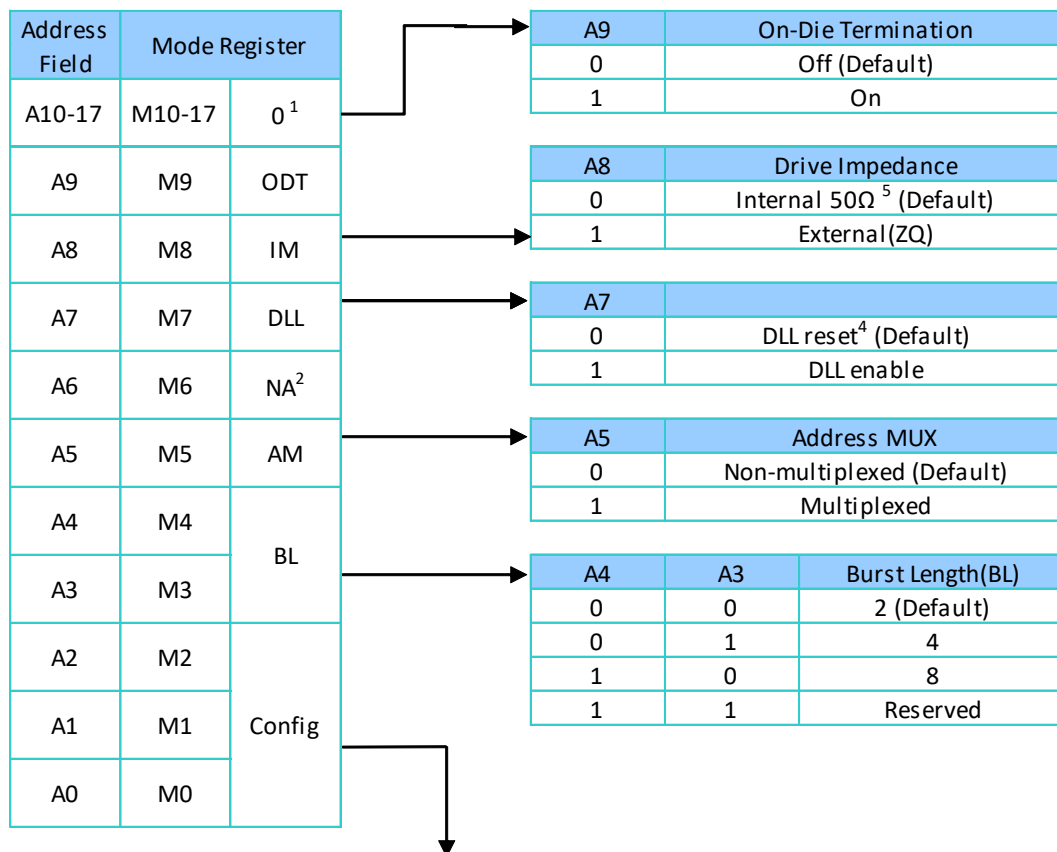 Address Field Mode Register
A10-17 M10-17 0¹
A9 M9 ODT
A8 M8 IM
A7 M7 DLL
A6 M6 NA²
A5 M5 AM
A4 M4 BL
A3 M3
A2 M2 Config
A1 M1
A0 M0
A9 On-Die Termination
0 Off (Default)
1 On
A8 Drive Impedance
0 Internal 50Ω ⁵ (Default)
1 External(ZQ)
A7
0 DLL reset⁴ (Default)
1 DLL enable
A5 Address MUX
0 Non-multiplexed (Default)
1 Multiplexed
A4 A3 Burst Length(BL)
0 0 2 (Default)
0 1 4
1 0 8
1 1 Reserved